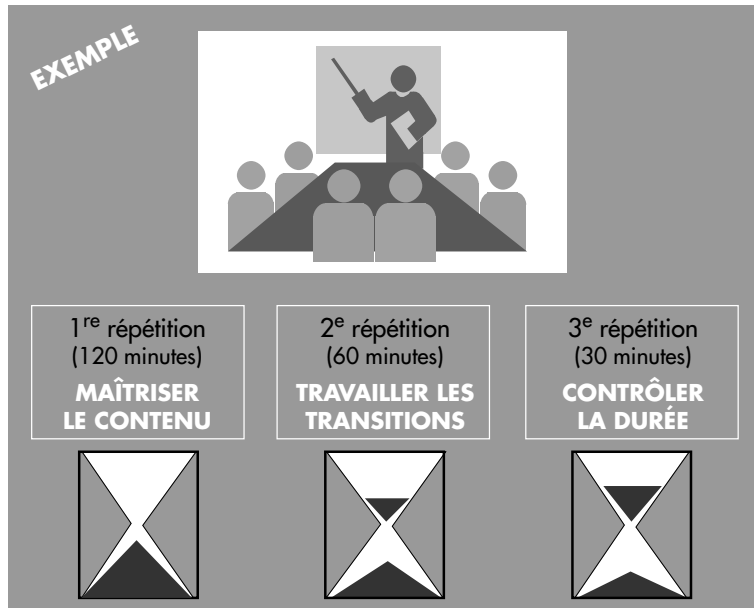 EXEMPLE
1re répétition
(120 minutes)
MAÎTRISER
LE CONTENU
2e répétition
(60 minutes)
TRAVAILLER LES
TRANSITIONS
3e répétition
(30 minutes)
CONTRÔLER
LA DURÉE